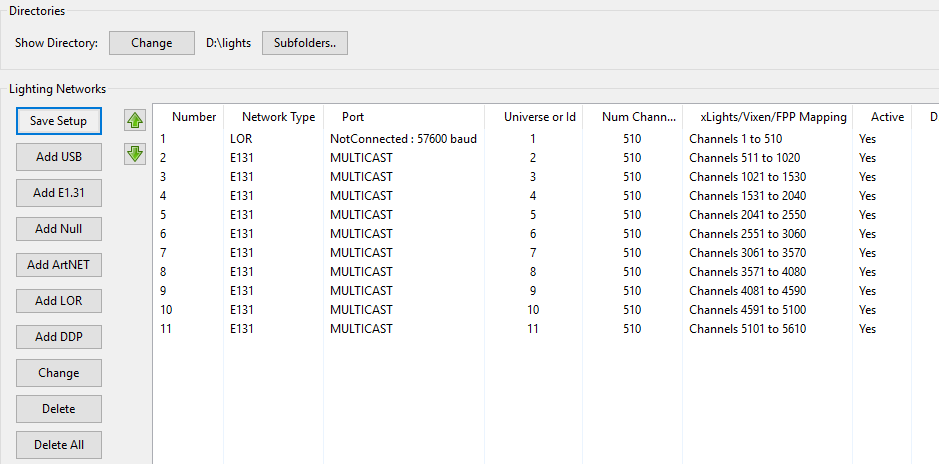 Directories
Show Directory: Change D:\lights Subfolders..
Lighting Networks
Save Setup
Add USB
Add E1.31
Add Null
Add ArtNET
Add LOR
Add DDP
Change
Delete
Delete All
Number Network Type Port Universe or Id Num Chann... xLights/Vixen/FPP Mapping Active D
1 LOR NotConnected : 57600 baud 1 510 Channels 1 to 510 Yes
2 E131 MULTICAST 2 510 Channels 511 to 1020 Yes
3 E131 MULTICAST 3 510 Channels 1021 to 1530 Yes
4 E131 MULTICAST 4 510 Channels 1531 to 2040 Yes
5 E131 MULTICAST 5 510 Channels 2041 to 2550 Yes
6 E131 MULTICAST 6 510 Channels 2551 to 3060 Yes
7 E131 MULTICAST 7 510 Channels 3061 to 3570 Yes
8 E131 MULTICAST 8 510 Channels 3571 to 4080 Yes
9 E131 MULTICAST 9 510 Channels 4081 to 4590 Yes
10 E131 MULTICAST 10 510 Channels 4591 to 5100 Yes
11 E131 MULTICAST 11 510 Channels 5101 to 5610 Yes